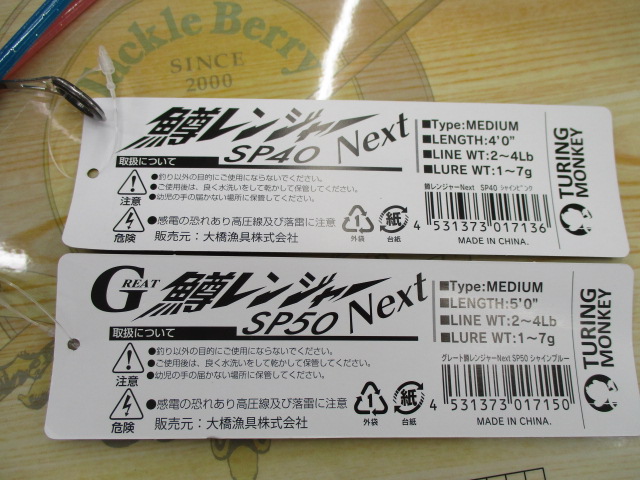 Tackle Berry
SINCE
2000
鱒レンジャー
SP40 Next
取扱について
●釣り以外の目的にご使用にならないでください。
●ご使用後は、良く水洗いをして乾かして保管してください。
●幼児の手の届かない場所に保管してください。
注意
●感電の恐れあり高圧線及び落雷に注意
危険
販売元：大橋漁具株式会社
外袋
紙
台紙
■Type:MEDIUM
■LENGTH:4'0"
■LINE WT:2〜4Lb
■LURE WT:1〜7g
鱒レンジャーNext SP40 シャインピンク
4 531373 017136
MADE IN CHINA.
TURING
MONKEY
GREAT 鱒レンジャー
SP50 Next
取扱について
●釣り以外の目的にご使用にならないでください。
●ご使用後は、良く水洗いをして乾かして保管してください。
●幼児の手の届かない場所に保管してください。
注意
●感電の恐れあり高圧線及び落雷に注意
危険
販売元：大橋漁具株式会社
外袋
紙
台紙
■Type:MEDIUM
■LENGTH:5'0"
■LINE WT:2〜4Lb
■LURE WT:1〜7g
グレート鱒レンジャーNext SP50 シャインブルー
4 531373 017150
MADE IN CHINA.
TURING
MONKEY